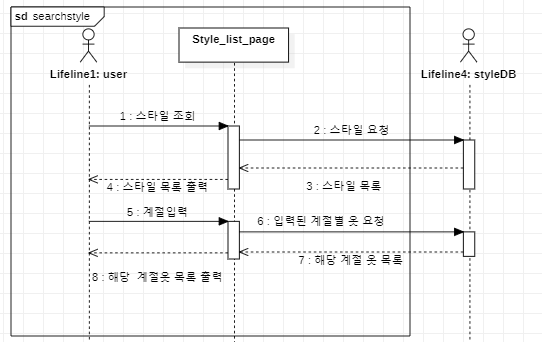 sd searchstyle
Style_list_page
Lifeline1: user
Lifeline4: styleDB
1 : 스타일 조회
2 : 스타일 요청
3 : 스타일 목록
4 : 스타일 목록 출력
5 : 계절입력
6 : 입력된 계절별 옷 요청
7 : 해당 계절 옷 목록
8 : 해당 계절옷 목록 출력